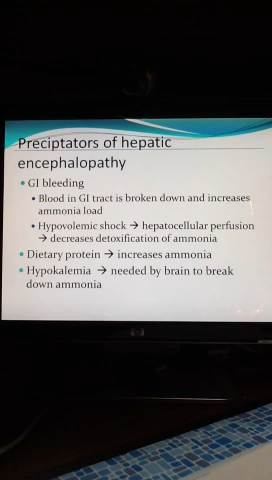 Preciptators of hepatic
encephalopathy
• GI bleeding
• Blood in GI tract is broken down and increases
ammonia load
• Hypovolemic shock → hepatocellular perfusion
→ decreases detoxification of ammonia
• Dietary protein → increases ammonia
• Hypokalemia → needed by brain to break
down ammonia
hp